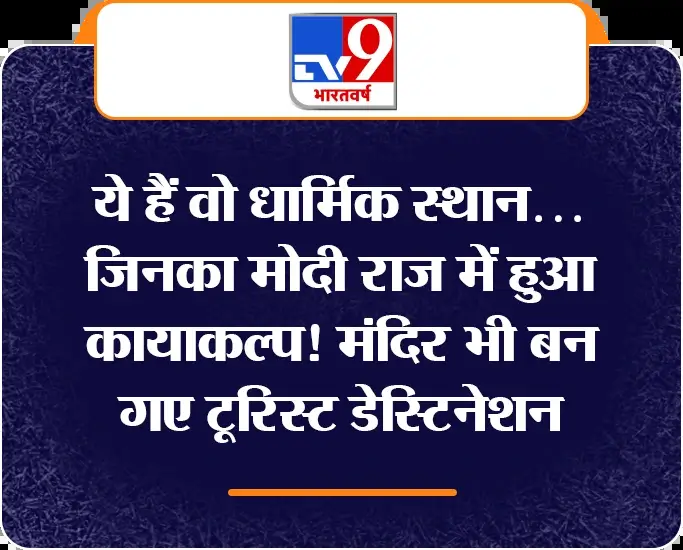 TV9
भारतवर्ष
ये हैं वो धार्मिक स्थान...
जिनका मोदी राज में हुआ
कायाकल्प! मंदिर भी बन
गए टूरिस्ट डेस्टिनेशन